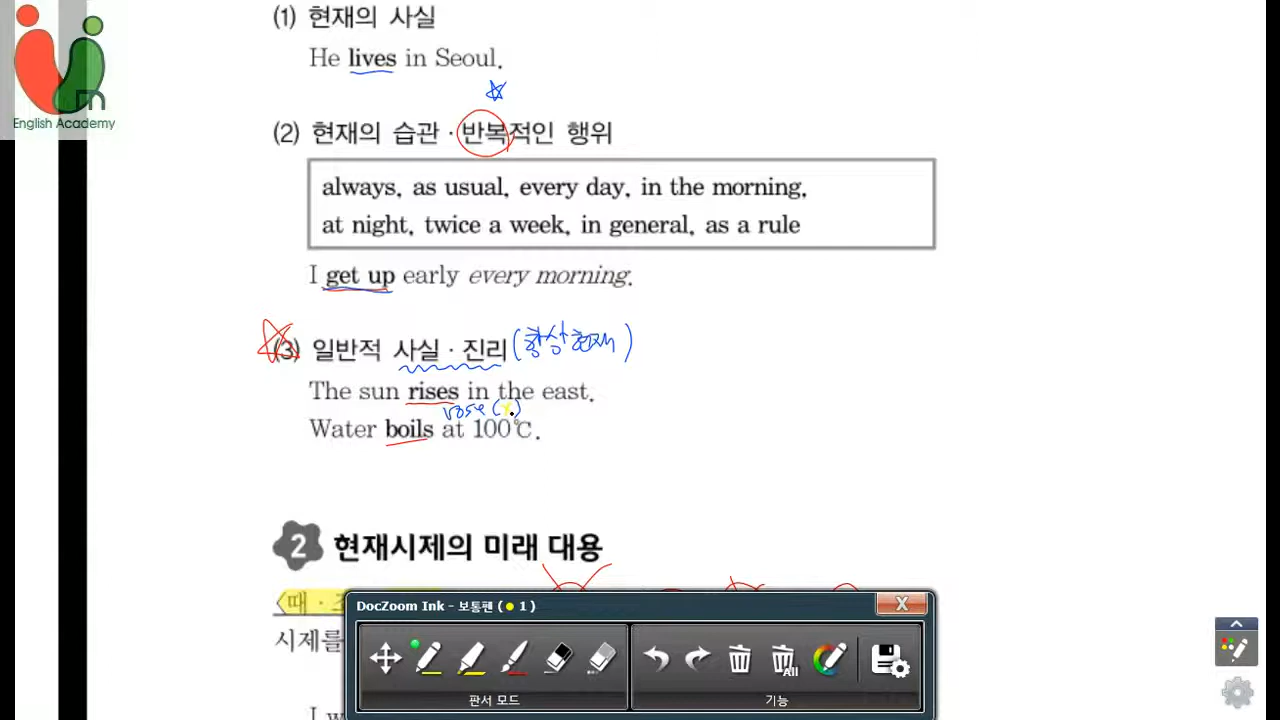 (1) 현재의 사실
He lives in Seoul.
English Academy
(2) 현재의 습관 · 반복적인 행위
always, as usual, every day, in the morning,
at night, twice a week, in general, as a rule
I get up early every morning.
(3) 일반적 사실 · 진리 (항상 현재)
The sun rises in the east.
rose (x)
Water boils at 100℃.
2 현재시제의 미래 대용
때 ·
시제를
I w
DocZoom Ink - 보통펜 ( 1 )
X
All
판서 모드
기능